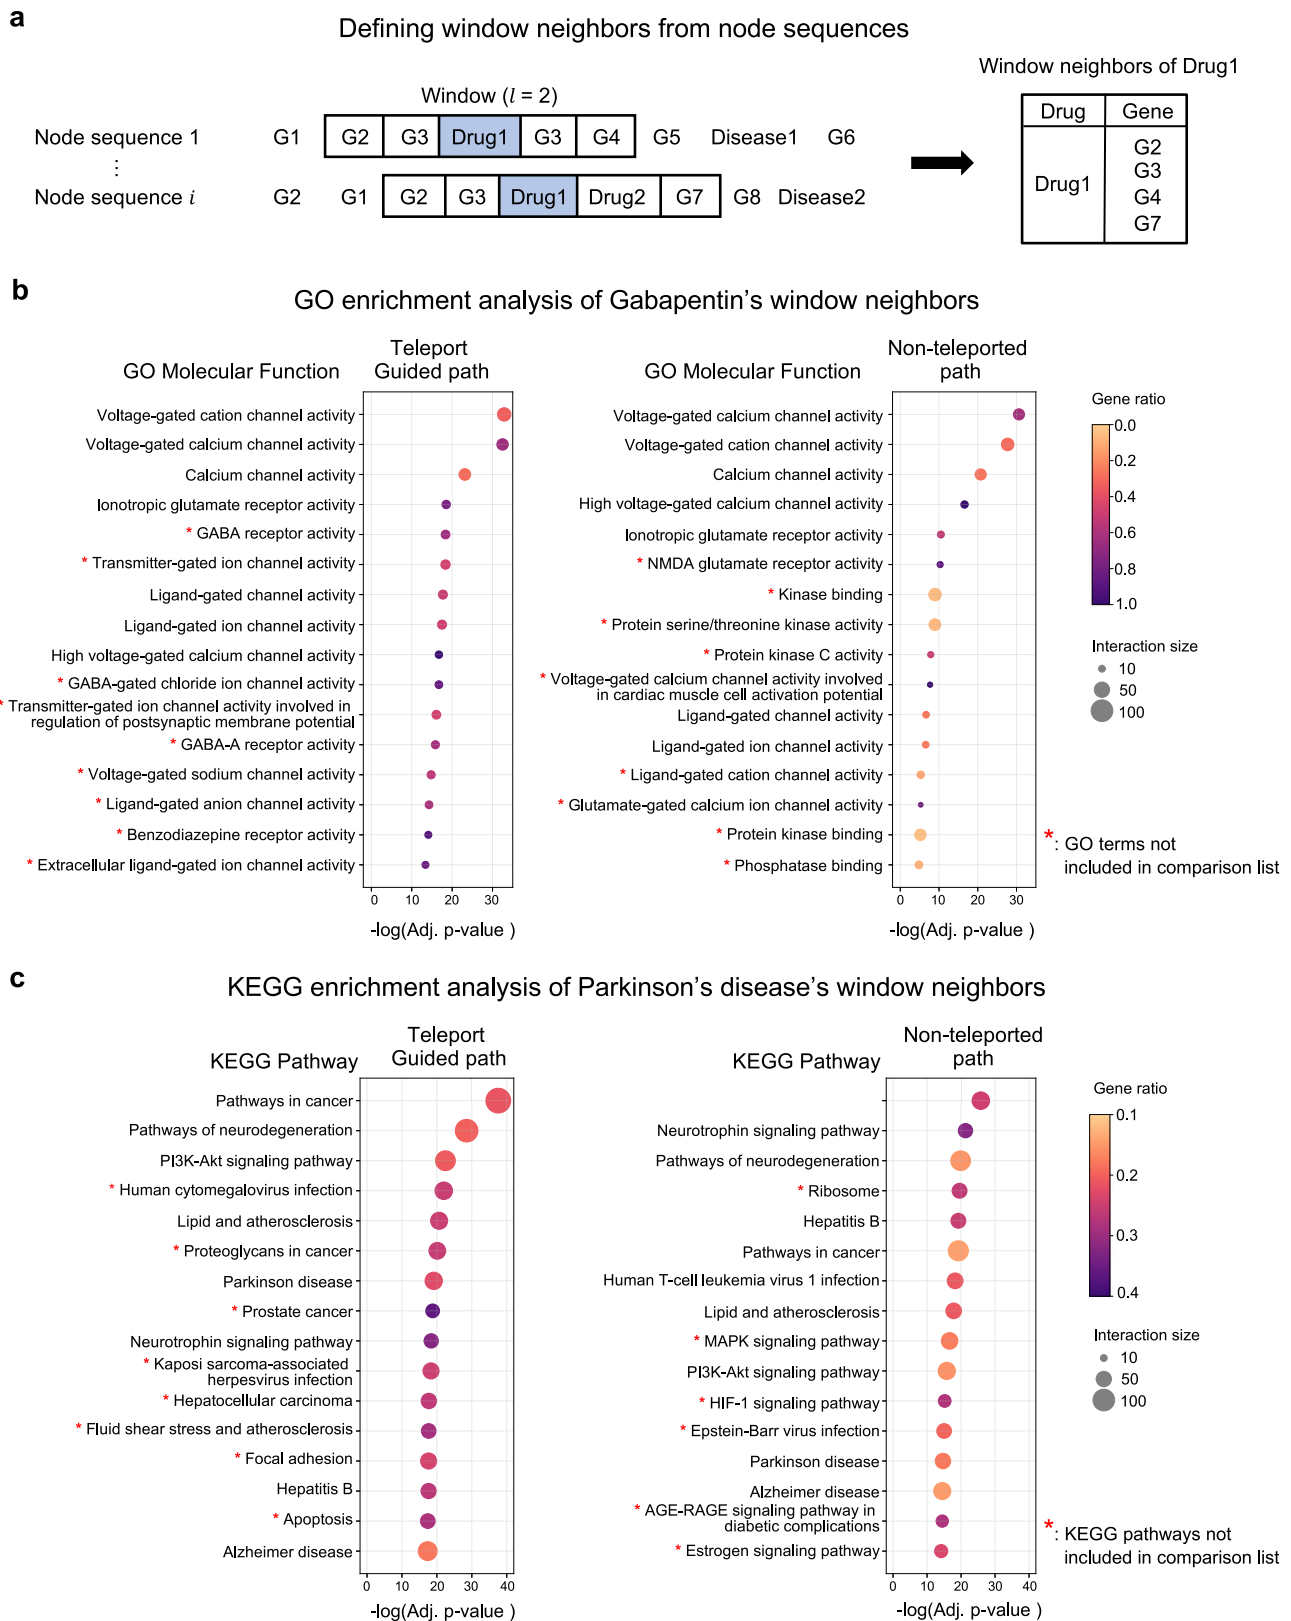 a
Defining window neighbors from node sequences
Window neighbors of Drug1
Window (l = 2)
Node sequence 1 G1 G2 G3 Drug1 G3 G4 G5 Disease1 G6
⋮
Node sequence i G2 G1 G2 G3 Drug1 Drug2 G7 G8 Disease2
Drug Gene
Drug1
G2
G3
G4
G7
b
GO enrichment analysis of Gabapentin's window neighbors
GO Molecular Function
Teleport
Guided path
Voltage-gated cation channel activity
Voltage-gated calcium channel activity
Calcium channel activity
Ionotropic glutamate receptor activity
* GABA receptor activity
* Transmitter-gated ion channel activity
Ligand-gated channel activity
Ligand-gated ion channel activity
High voltage-gated calcium channel activity
* GABA-gated chloride ion channel activity
* Transmitter-gated ion channel activity involved in
regulation of postsynaptic membrane potential
* GABA-A receptor activity
* Voltage-gated sodium channel activity
* Ligand-gated anion channel activity
* Benzodiazepine receptor activity
* Extracellular ligand-gated ion channel activity
0 10 20 30
-log(Adj. p-value )
GO Molecular Function
Non-teleported
path
Voltage-gated calcium channel activity
Voltage-gated cation channel activity
Calcium channel activity
High voltage-gated calcium channel activity
Ionotropic glutamate receptor activity
* NMDA glutamate receptor activity
* Kinase binding
* Protein serine/threonine kinase activity
* Protein kinase C activity
* Voltage-gated calcium channel activity involved
in cardiac muscle cell activation potential
Ligand-gated channel activity
Ligand-gated ion channel activity
* Ligand-gated cation channel activity
* Glutamate-gated calcium ion channel activity
* Protein kinase binding
* Phosphatase binding
0 10 20 30
-log(Adj. p-value )
Gene ratio
0.0
0.2
0.4
0.6
0.8
1.0
Interaction size
10
50
100
* : GO terms not
included in comparison list
c
KEGG enrichment analysis of Parkinson's disease's window neighbors
KEGG Pathway
Teleport
Guided path
Pathways in cancer
Pathways of neurodegeneration
PI3K-Akt signaling pathway
* Human cytomegalovirus infection
Lipid and atherosclerosis
* Proteoglycans in cancer
Parkinson disease
* Prostate cancer
Neurotrophin signaling pathway
* Kaposi sarcoma-associated
herpesvirus infection
* Hepatocellular carcinoma
* Fluid shear stress and atherosclerosis
* Focal adhesion
Hepatitis B
* Apoptosis
Alzheimer disease
0 10 20 30 40
-log(Adj. p-value )
KEGG Pathway
Non-teleported
path
Neurotrophin signaling pathway
Pathways of neurodegeneration
* Ribosome
Hepatitis B
Pathways in cancer
Human T-cell leukemia virus 1 infection
Lipid and atherosclerosis
* MAPK signaling pathway
PI3K-Akt signaling pathway
* HIF-1 signaling pathway
* Epstein-Barr virus infection
Parkinson disease
Alzheimer disease
* AGE-RAGE signaling pathway in
diabetic complications
* Estrogen signaling pathway
0 10 20 30 40
-log(Adj. p-value )
Gene ratio
0.1
0.2
0.3
0.4
Interaction size
10
50
100
* : KEGG pathways not
included in comparison list